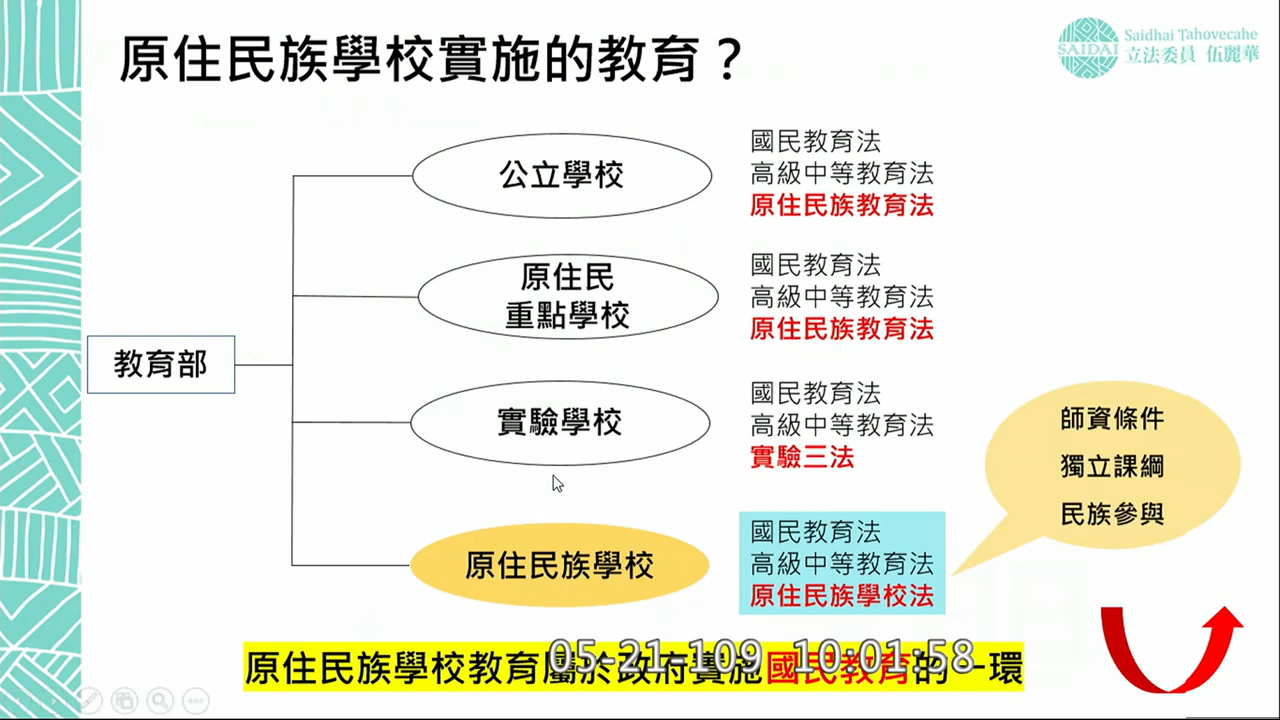 原住民族學校實施的教育？
SAIDAI
Saidhai Tahovecahe
立法委員 伍麗華
公立學校
國民教育法
高級中等教育法
原住民族教育法
原住民
重點學校
國民教育法
高級中等教育法
原住民族教育法
教育部
實驗學校
國民教育法
高級中等教育法
實驗三法
師資條件
獨立課綱
民族參與
原住民族學校
國民教育法
高級中等教育法
原住民族學校法
原住民族學校教育屬於政府實施國民教育的一環
05-21-109 10:01:58